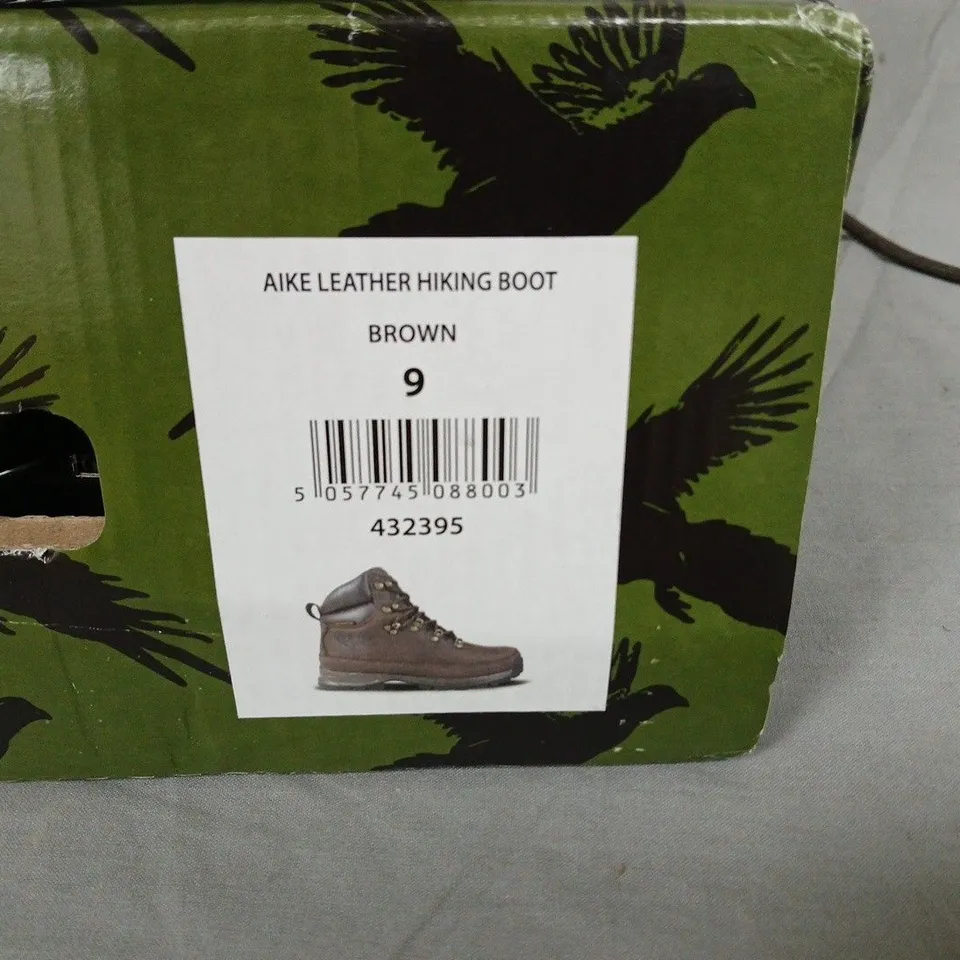 AIKE LEATHER HIKING BOOT
BROWN
9
5 057745 088003
432395